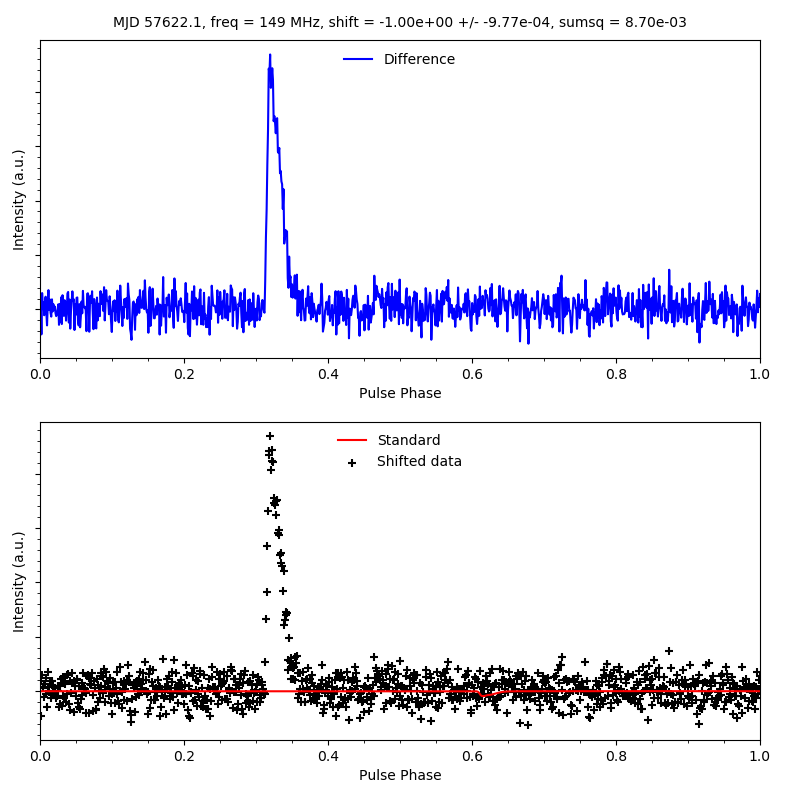 MJD 57622.1, freq = 149 MHz, shift = -1.00e+00 +/- -9.77e-04, sumsq = 8.70e-03
Difference
Intensity (a.u.)
0.0 0.2 0.4 0.6 0.8 1.0
Pulse Phase
Standard
Shifted data
Intensity (a.u.)
0.0 0.2 0.4 0.6 0.8 1.0
Pulse Phase